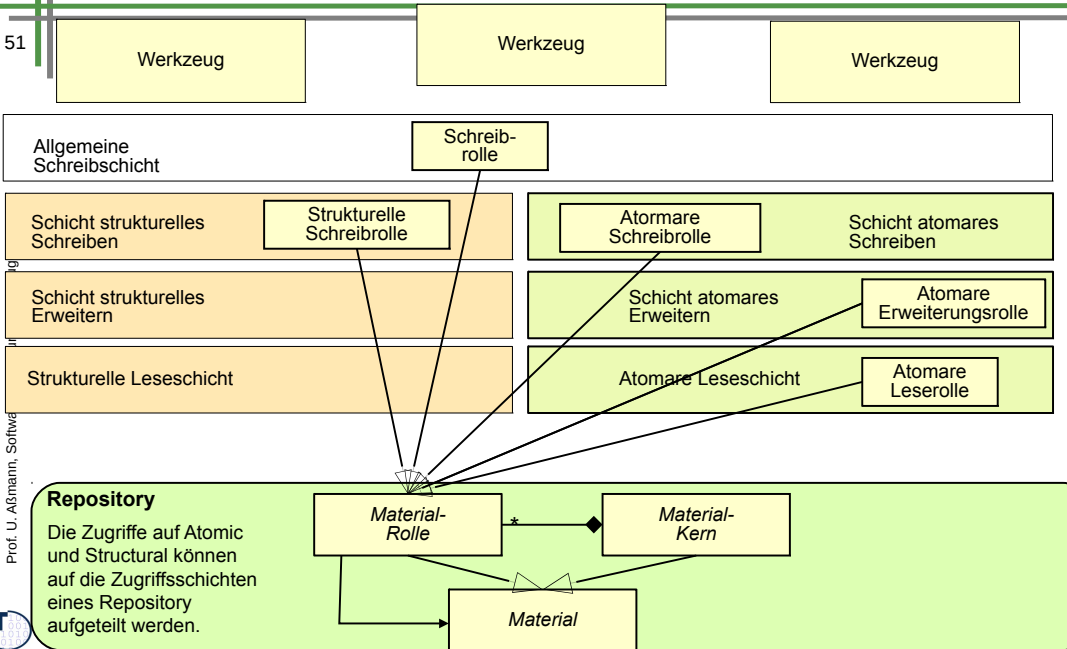 51
Werkzeug
Werkzeug
Werkzeug
Allgemeine
Schreibschicht
Schreib-
rolle
Schicht strukturelles
Schreiben
Strukturelle
Schreibrolle
Atormare
Schreibrolle
Schicht atomares
Schreiben
Schicht strukturelles
Erweitern
Schicht atomares
Erweitern
Atomare
Erweiterungsrolle
Strukturelle Leseschicht
Atomare Leseschicht
Atomare
Leserolle
Prof. U. Aßmann,
Repository
Die Zugriffe auf Atomic
und Structural können
auf die Zugriffsschichten
eines Repository
aufgeteilt werden.
Material-
Rolle
*
Material-
Kern
Material